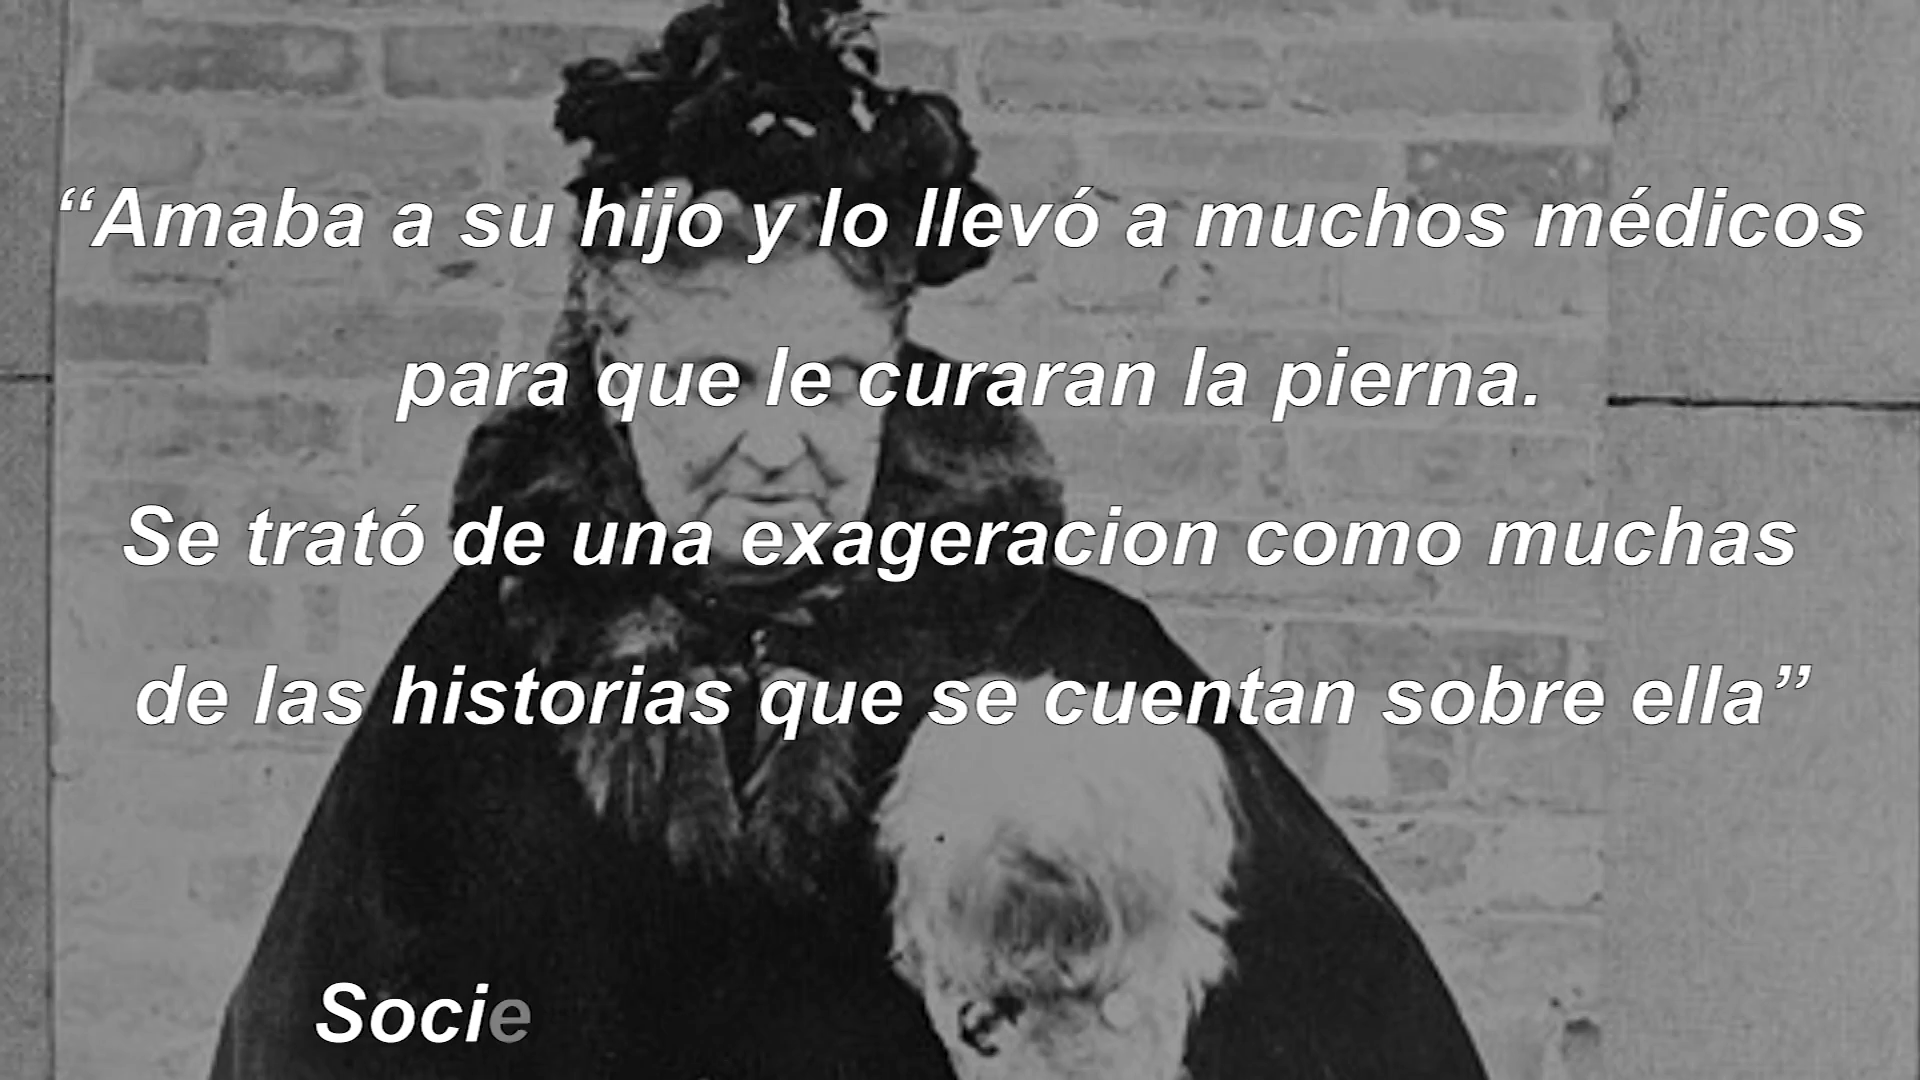 “Amaba a su hijo y lo llevó a muchos médicos
para que le curaran la pierna.
Se trató de una exageracion como muchas
de las historias que se cuentan sobre ella”
Socie